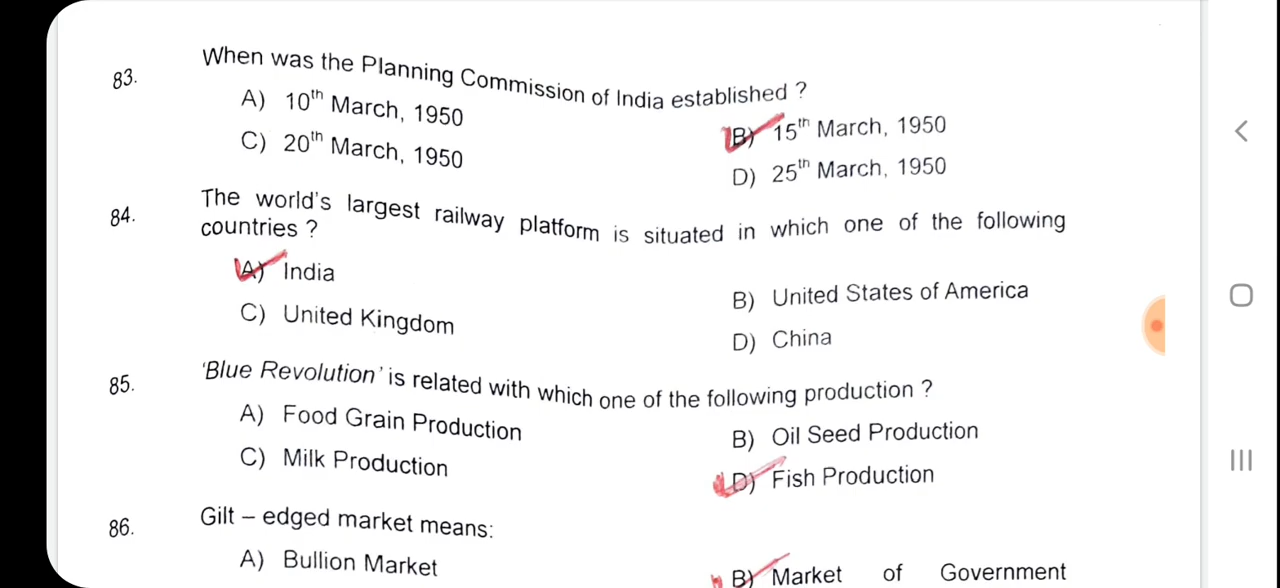 83. When was the Planning Commission of India established ?
A) 10th March, 1950 B) 15th March, 1950
C) 20th March, 1950 D) 25th March, 1950
84. The world's largest railway platform is situated in which one of the following
countries ?
A) India B) United States of America
C) United Kingdom D) China
85. 'Blue Revolution' is related with which one of the following production ?
A) Food Grain Production B) Oil Seed Production
C) Milk Production D) Fish Production
86. Gilt – edged market means:
A) Bullion Market B) Market of Government